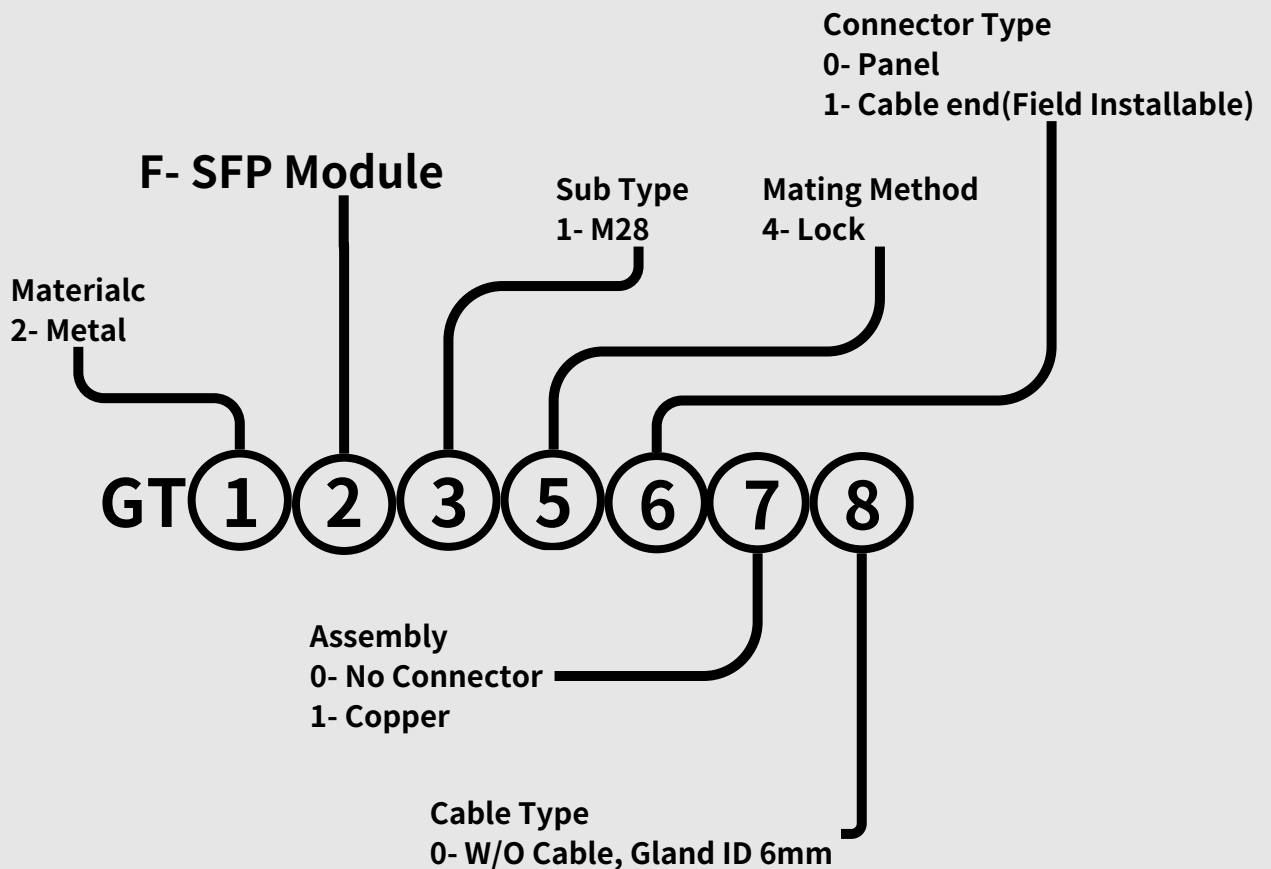 Connector Type
0- Panel
1- Cable end(Field Installable)
F- SFP Module
Sub Type
1- M28
Mating Method
4- Lock
Materialc
2- Metal
GT 1 2 3 5 6 7 8
Assembly
0- No Connector
1- Copper
Cable Type
0- W/O Cable, Gland ID 6mm